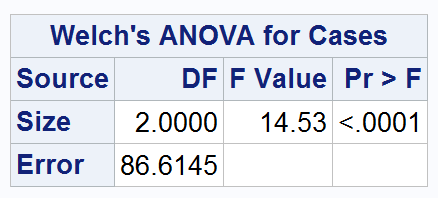 Welch's ANOVA for Cases
Source DF F Value Pr > F
Size 2.0000 14.53 <.0001
Error 86.6145